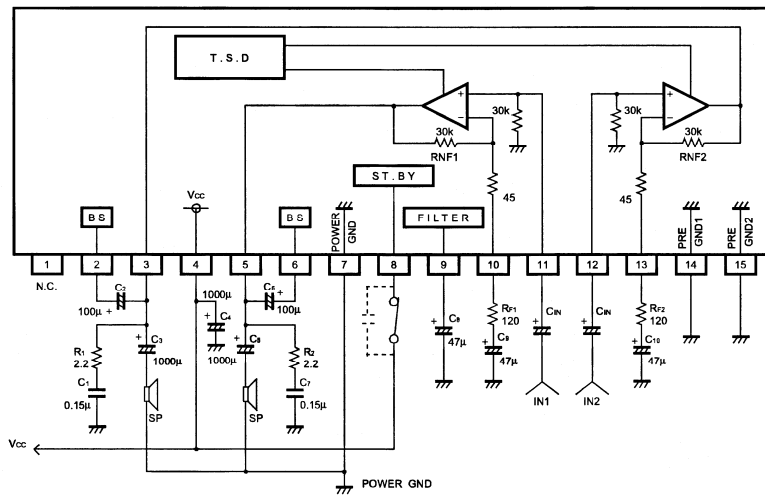 T.S.D
+
−
30k
30k
RNF1
45
+
−
30k
30k
RNF2
45
ST.BY
Vcc
BS
BS
POWER GND
FILTER
PRE GND1
PRE GND2
1
2
3
4
5
6
7
8
9
10
11
12
13
14
15
N.C.
C2
100μ +
1000μ
+
C4
C5
+
100μ
R1
2.2
+
C3
1000μ
1000μ
+
C6
R2
2.2
C1
0.15μ
SP
SP
C7
0.15μ
+
C8
47μ
RF1
120
+
C9
47μ
+
CIN
+
CIN
RF2
120
+
C10
47μ
IN1
IN2
Vcc
POWER GND